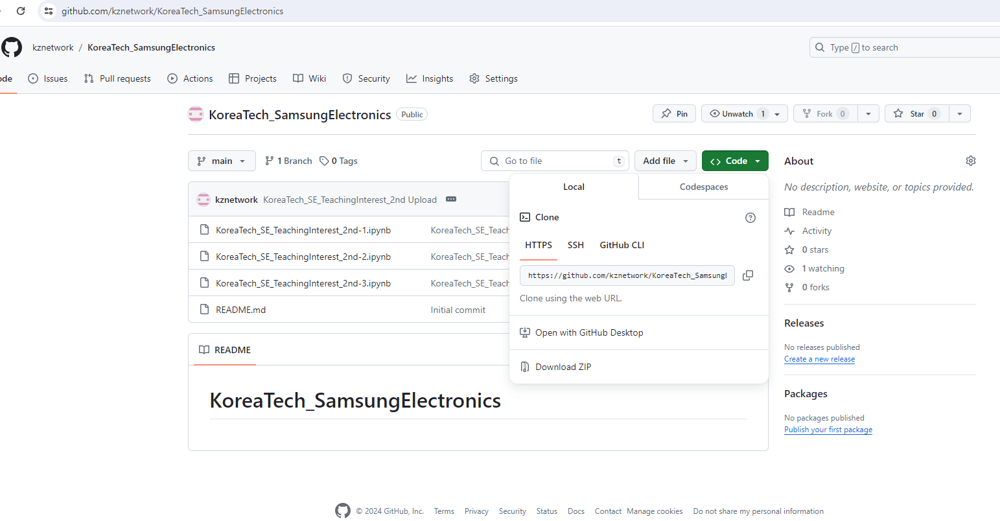 github.com/kznetwork/KoreaTech_SamsungElectronics
kznetwork / KoreaTech_SamsungElectronics
Type / to search
ode Issues Pull requests Actions Projects Wiki Security Insights Settings
KoreaTech_SamsungElectronics Public
Pin Unwatch 1 Fork 0 Star 0
main 1 Branch 0 Tags Go to file t Add file <> Code
Local Codespaces
kznetwork KoreaTech_SE_TeachingInterest_2nd Upload
KoreaTech_SE_TeachingInterest_2nd-1.ipynb KoreaTech_SE_Teach
KoreaTech_SE_TeachingInterest_2nd-2.ipynb KoreaTech_SE_Teach
KoreaTech_SE_TeachingInterest_2nd-3.ipynb KoreaTech_SE_Teach
README.md Initial commit
Clone
HTTPS SSH GitHub CLI
https://github.com/kznetwork/KoreaTech_SamsungE
Clone using the web URL.
Open with GitHub Desktop
Download ZIP
README
KoreaTech_SamsungElectronics
About
No description, website, or topics provided.
Readme
Activity
0 stars
1 watching
0 forks
Releases
No releases published
Create a new release
Packages
No packages published
Publish your first package
© 2024 GitHub, Inc. Terms Privacy Security Status Docs Contact Manage cookies Do not share my personal information